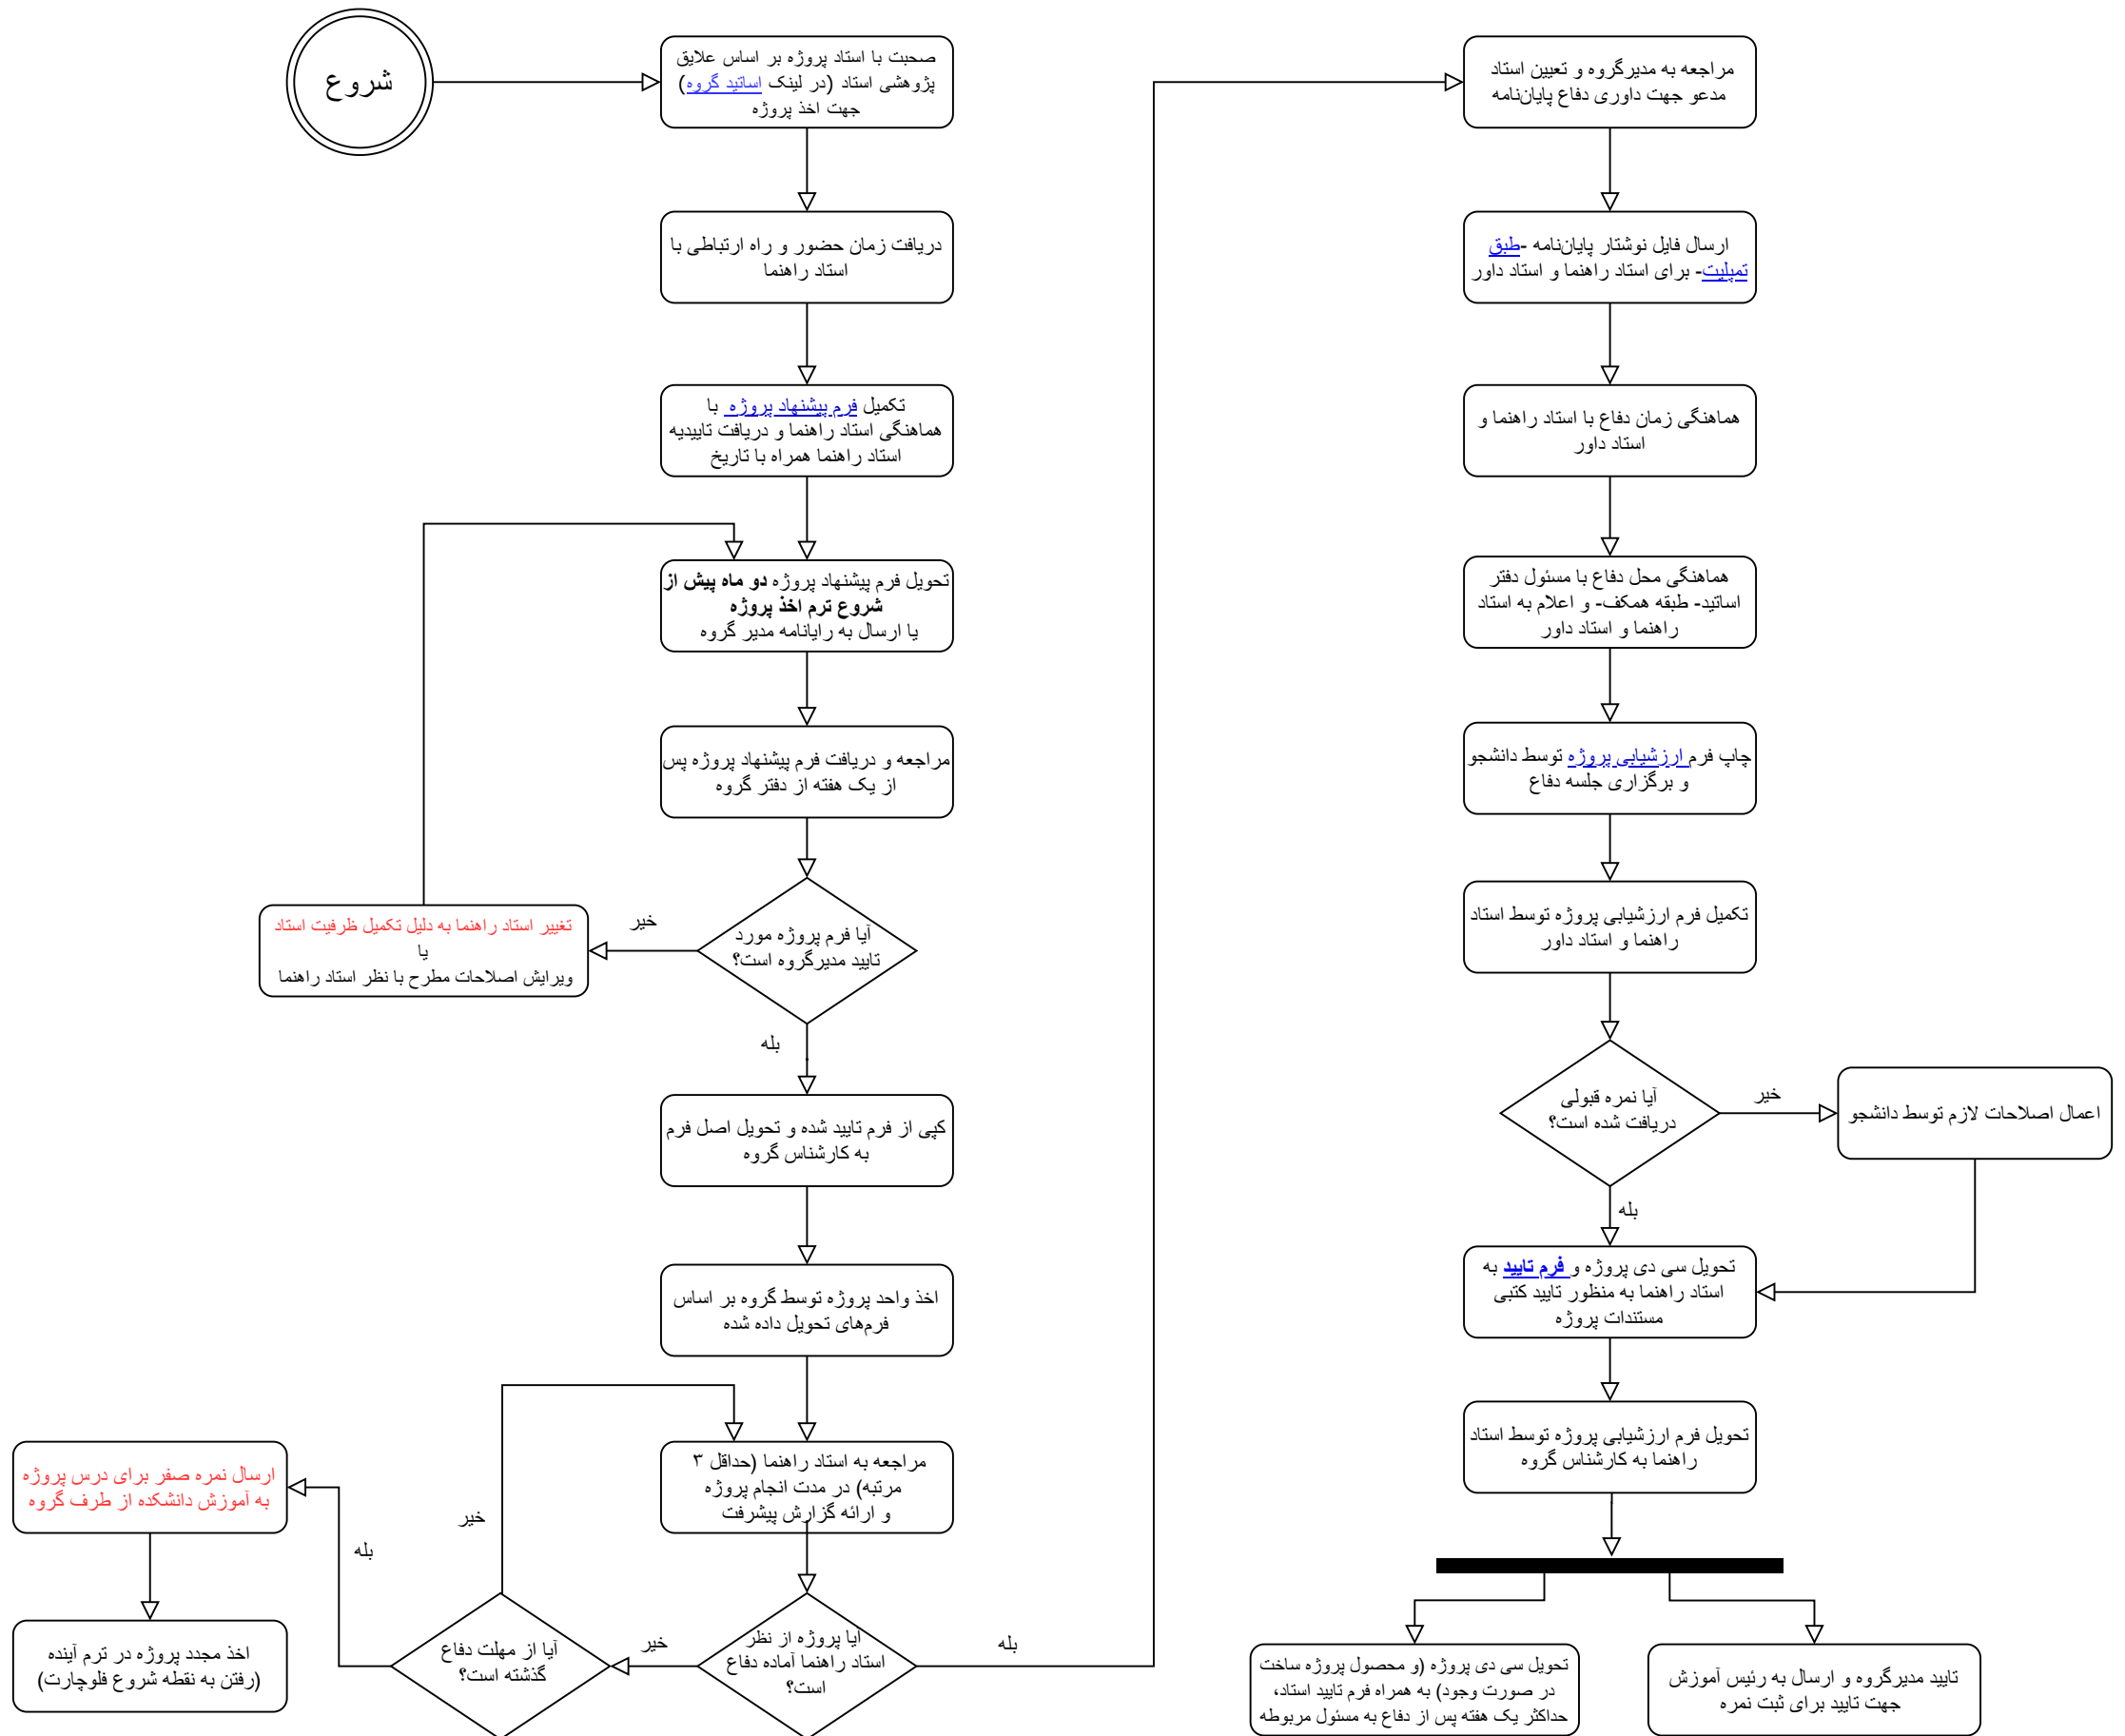 شروع
صحبت با استاد پروژه بر اساس علایق
پژوهشی استاد (در لینک اساتید گروه)
جهت اخذ پروژه
دریافت زمان حضور و راه ارتباطی با
استاد راهنما
تکمیل فرم پیشنهاد پروژه با
هماهنگی استاد راهنما و دریافت تاییدیه
استاد راهنما همراه با تاریخ
تحویل فرم پیشنهاد پروژه دو ماه پیش از
شروع ترم اخذ پروژه
یا ارسال به رایانامه مدیر گروه
مراجعه و دریافت فرم پیشنهاد پروژه پس
از یک هفته از دفتر گروه
آیا فرم پروژه مورد
تایید مدیرگروه است؟
خیر
تغییر استاد راهنما به دلیل تکمیل ظرفیت استاد
یا
ویرایش اصلاحات مطرح با نظر استاد راهنما
بله
کپی از فرم تایید شده و تحویل اصل فرم
به کارشناس گروه
اخذ واحد پروژه توسط گروه بر اساس
فرم‌های تحویل داده شده
مراجعه به استاد راهنما (حداقل ۳
مرتبه) در مدت انجام پروژه
و ارائه گزارش پیشرفت
ایا پروژه از نظر
استاد راهنما آماده دفاع
است؟
خیر
آیا از مهلت دفاع
گذشته است؟
خیر
بله
ارسال نمره صفر برای درس پروژه
به آموزش دانشکده از طرف گروه
اخذ مجدد پروژه در ترم آینده
(رفتن به نقطه شروع فلوچارت)
بله
مراجعه به مدیرگروه و تعیین استاد
مدعو جهت داوری دفاع پایان‌نامه
ارسال فایل نوشتار پایان‌نامه -طبق
تمپلیت- برای استاد راهنما و استاد داور
هماهنگی زمان دفاع با استاد راهنما و
استاد داور
هماهنگی محل دفاع با مسئول دفتر
اساتید- طبقه همکف- و اعلام به استاد
راهنما و استاد داور
چاپ فرم ارزشیابی پروژه توسط دانشجو
و برگزاری جلسه دفاع
تکمیل فرم ارزشیابی پروژه توسط استاد
راهنما و استاد داور
آیا نمره قبولی
دریافت شده است؟
خیر
اعمال اصلاحات لازم توسط دانشجو
بله
تحویل سی دی پروژه و فرم تایید به
استاد راهنما به منظور تایید کتبی
مستندات پروژه
تحویل فرم ارزشیابی پروژه توسط استاد
راهنما به کارشناس گروه
تایید مدیرگروه و ارسال به رئیس آموزش
جهت تایید برای ثبت نمره
تحویل سی دی پروژه (و محصول پروژه ساخت
در صورت وجود) به همراه فرم تایید استاد،
حداکثر یک هفته پس از دفاع به مسئول مربوطه